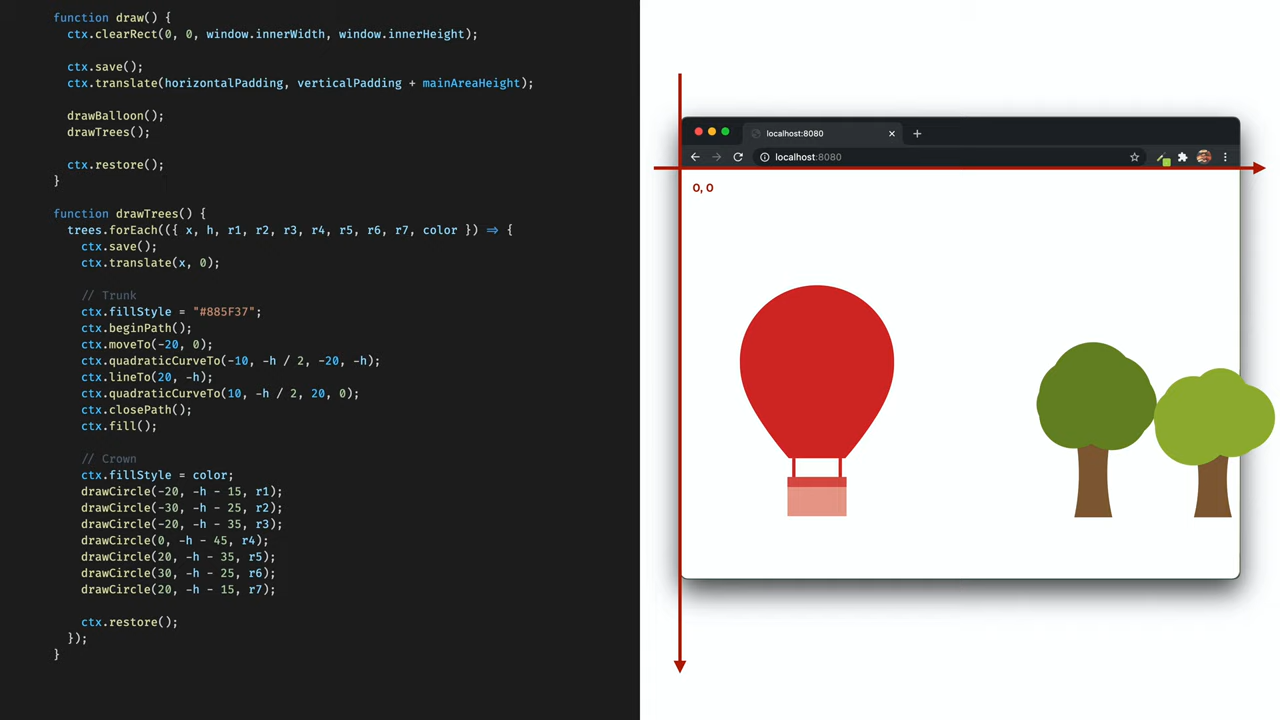 function draw() {
ctx.clearRect(0, 0, window.innerWidth, window.innerHeight);
ctx.save();
ctx.translate(horizontalPadding, verticalPadding + mainAreaHeight);
drawBalloon();
drawTrees();
ctx.restore();
}
function drawTrees() {
trees.forEach(({ x, h, r1, r2, r3, r4, r5, r6, r7, color }) => {
ctx.save();
ctx.translate(x, 0);
// Trunk
ctx.fillStyle = "#885F37";
ctx.beginPath();
ctx.moveTo(-20, 0);
ctx.quadraticCurveTo(-10, -h / 2, -20, -h);
ctx.lineTo(20, -h);
ctx.quadraticCurveTo(10, -h / 2, 20, 0);
ctx.closePath();
ctx.fill();
// Crown
ctx.fillStyle = color;
drawCircle(-20, -h - 15, r1);
drawCircle(-30, -h - 25, r2);
drawCircle(-20, -h - 35, r3);
drawCircle(0, -h - 45, r4);
drawCircle(20, -h - 35, r5);
drawCircle(30, -h - 25, r6);
drawCircle(20, -h - 15, r7);
ctx.restore();
});
}
localhost:8080
localhost:8080
0, 0